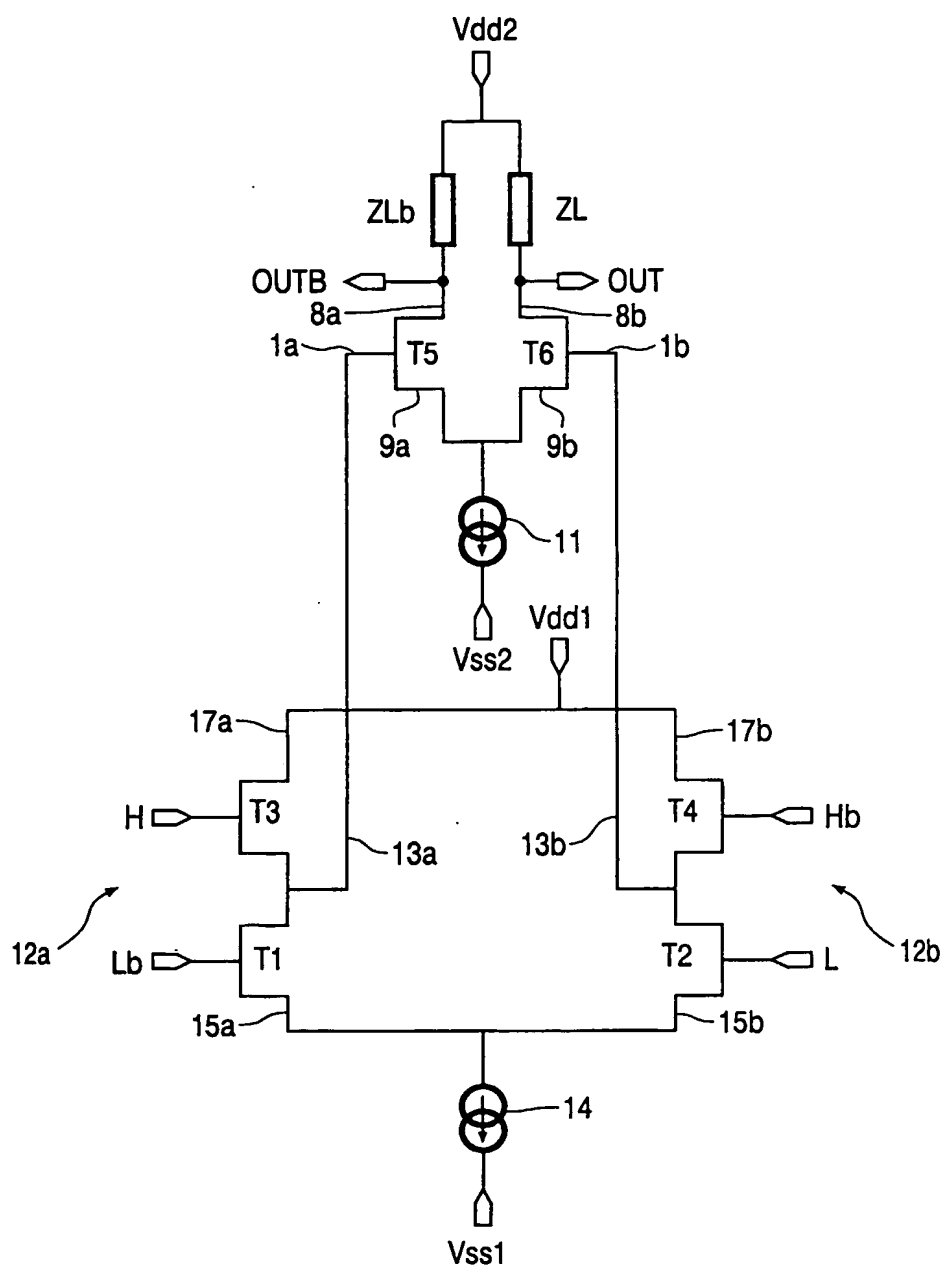 Vdd2
ZLb ZL
OUTB OUT
8a 8b
1a T5 T6 1b
9a 9b
11
Vdd1
Vss2
17a 17b
H T3 T4 Hb
13a 13b
12a Lb T1 T2 L 12b
15a 15b
14
Vss1